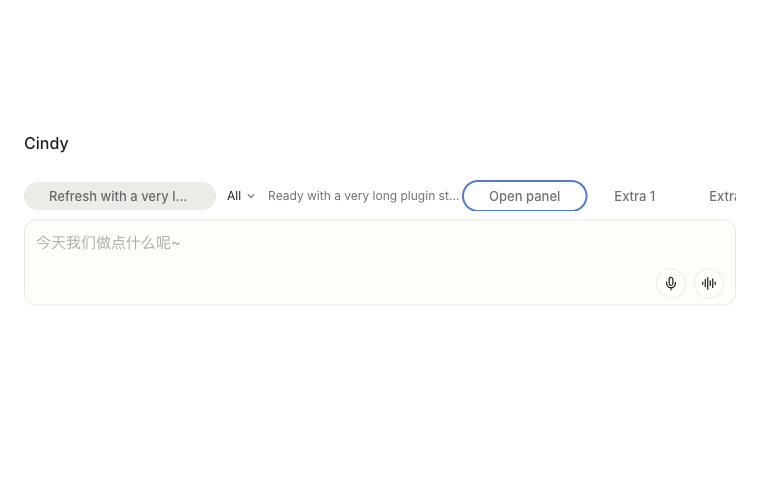 Cindy
Refresh with a very l... All Ready with a very long plugin st... Open panel Extra 1
今天我们做点什么呢~